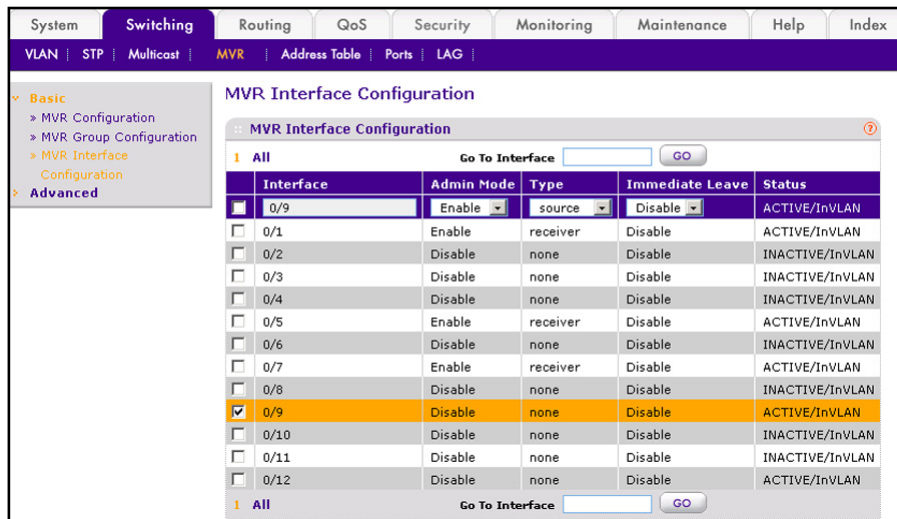 System Switching Routing QoS Security Monitoring Maintenance Help Index
VLAN STP Multicast MVR Address Table Ports LAG
Basic
» MVR Configuration
» MVR Group Configuration
» MVR Interface
Configuration
Advanced
MVR Interface Configuration
MVR Interface Configuration ?
1 All Go To Interface GO
Interface Admin Mode Type Immediate Leave Status
0/9 Enable source Disable ACTIVE/InVLAN
0/1 Enable receiver Disable ACTIVE/InVLAN
0/2 Disable none Disable INACTIVE/InVLAN
0/3 Disable none Disable INACTIVE/InVLAN
0/4 Disable none Disable INACTIVE/InVLAN
0/5 Enable receiver Disable ACTIVE/InVLAN
0/6 Disable none Disable INACTIVE/InVLAN
0/7 Enable receiver Disable ACTIVE/InVLAN
0/8 Disable none Disable INACTIVE/InVLAN
0/9 Disable none Disable ACTIVE/InVLAN
0/10 Disable none Disable INACTIVE/InVLAN
0/11 Disable none Disable INACTIVE/InVLAN
0/12 Disable none Disable ACTIVE/InVLAN
1 All Go To Interface GO